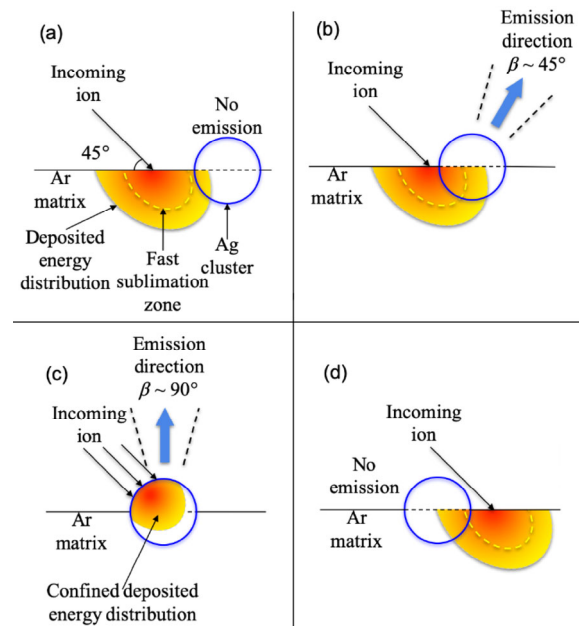 (a)
Incoming
ion
No
emission
45°
Ar
matrix
Deposited
energy
distribution
Fast
sublimation
zone
Ag
cluster
(b)
Emission
direction
β ~ 45°
Incoming
ion
Ar
matrix
(c)
Emission
direction
β ~ 90°
Incoming
ion
Ar
matrix
Confined deposited
energy distribution
(d)
Incoming
ion
No
emission
Ar
matrix